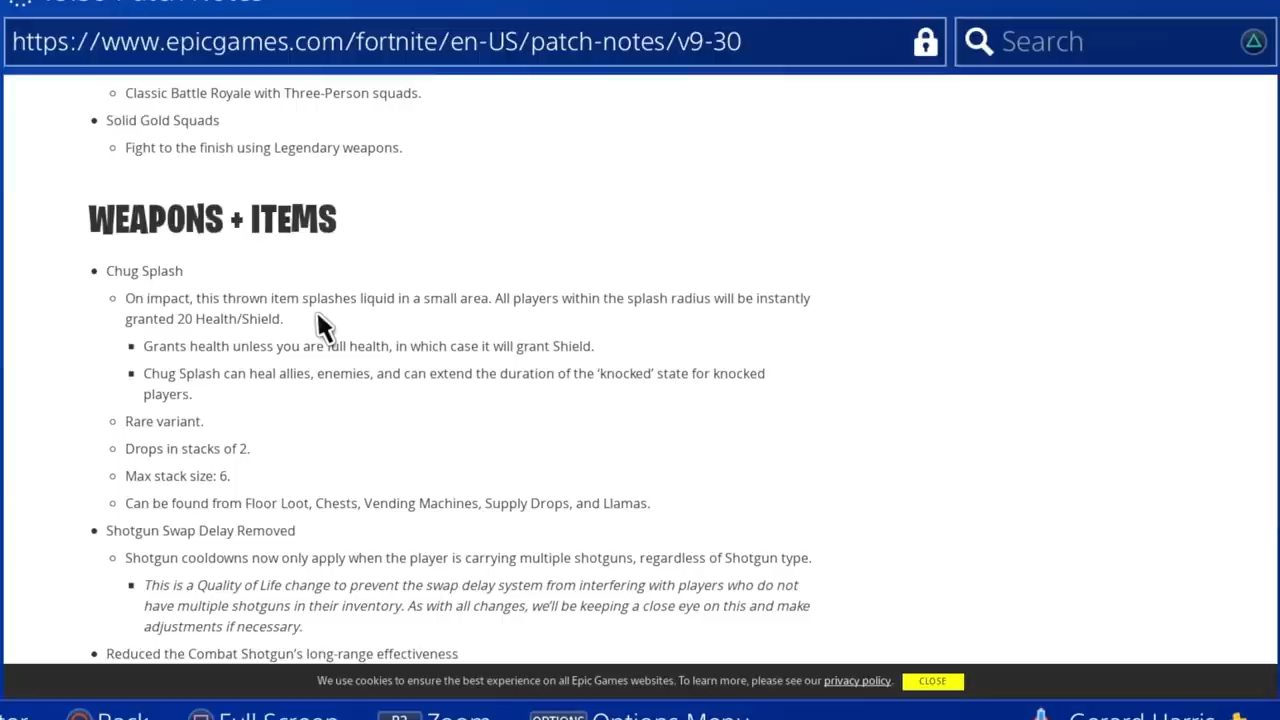 https://www.epicgames.com/fortnite/en-US/patch-notes/v9-30
Search
Classic Battle Royale with Three-Person squads.
Solid Gold Squads
Fight to the finish using Legendary weapons.
WEAPONS + ITEMS
Chug Splash
On impact, this thrown item splashes liquid in a small area. All players within the splash radius will be instantly
granted 20 Health/Shield.
Grants health unless you are full health, in which case it will grant Shield.
Chug Splash can heal allies, enemies, and can extend the duration of the ‘knocked’ state for knocked
players.
Rare variant.
Drops in stacks of 2.
Max stack size: 6.
Can be found from Floor Loot, Chests, Vending Machines, Supply Drops, and Llamas.
Shotgun Swap Delay Removed
Shotgun cooldowns now only apply when the player is carrying multiple shotguns, regardless of Shotgun type.
This is a Quality of Life change to prevent the swap delay system from interfering with players who do not
have multiple shotguns in their inventory. As with all changes, we’ll be keeping a close eye on this and make
adjustments if necessary.
Reduced the Combat Shotgun’s long-range effectiveness
We use cookies to ensure the best experience on all Epic Games websites. To learn more, please see our privacy policy. CLOSE
Back Full Screen R3 Zoom OPTIONS Options Menu Gerard Harris